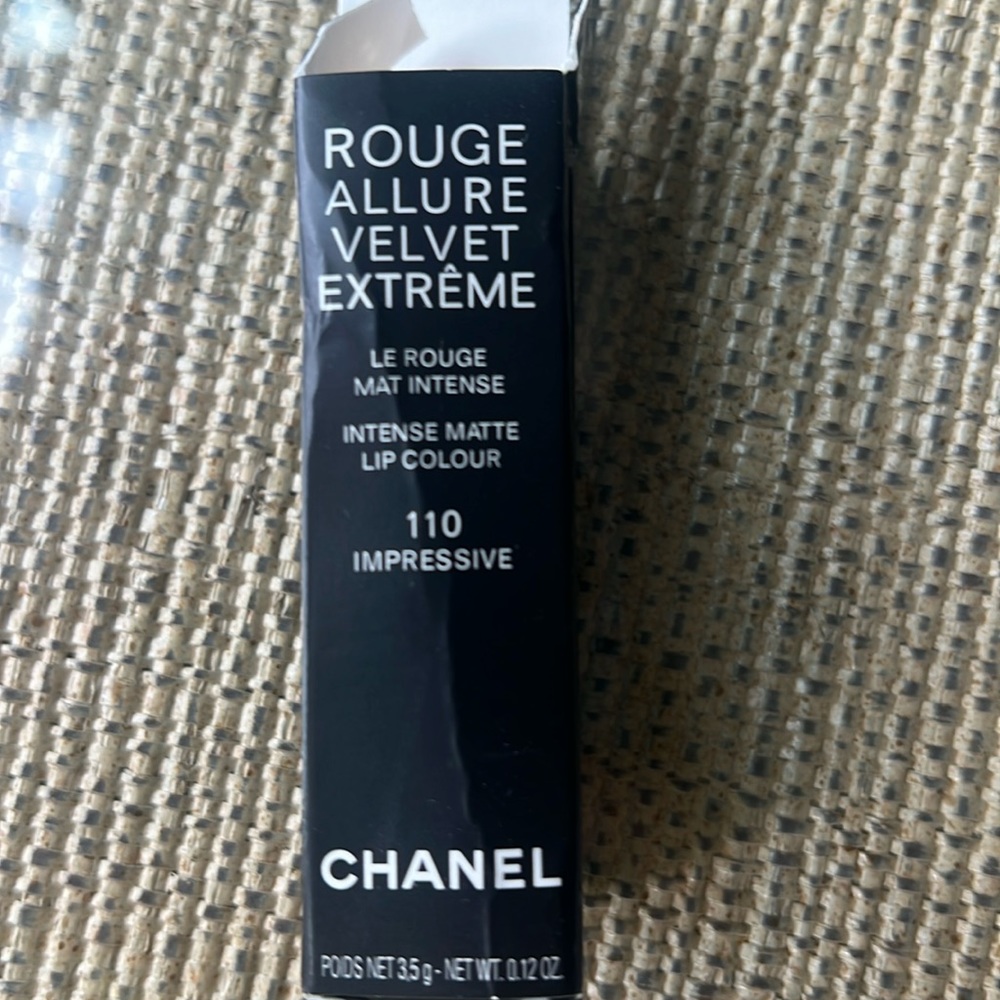 ROUGE
ALLURE
VELVET
EXTRÊME
LE ROUGE
MAT INTENSE
INTENSE MATTE
LIP COLOUR
110
IMPRESSIVE
CHANEL
POIDS NET 3,5 g - NET WT. 0.12 OZ.